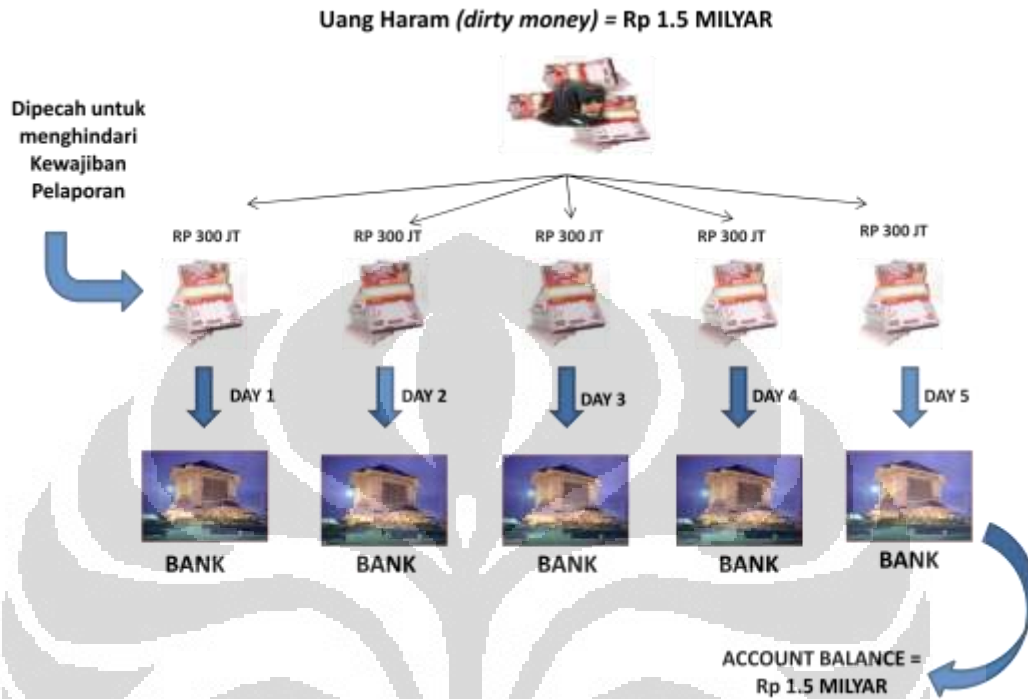 Uang Haram (dirty money) = Rp 1.5 MILYAR
Dipecah untuk
menghindari
Kewajiban
Pelaporan
RP 300 JT
RP 300 JT
RP 300 JT
RP 300 JT
RP 300 JT
DAY 1
DAY 2
DAY 3
DAY 4
DAY 5
BANK
BANK
BANK
BANK
BANK
ACCOUNT BALANCE =
Rp 1.5 MILYAR